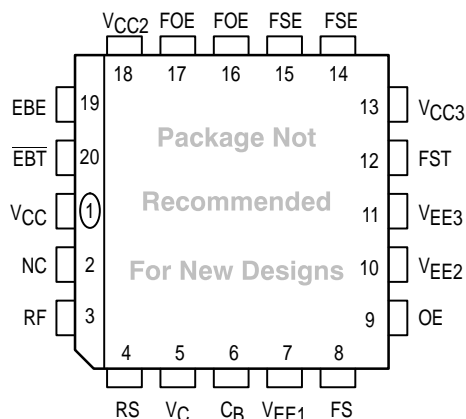 VCC2 FOE FOE FSE FSE
18 17 16 15 14
EBE 19 13 VCC3
Package Not
EBT 20 12 FST
Recommended
VCC 1 11 VEE3
NC 2 10 VEE2
For New Designs
RF 3 9 OE
4 5 6 7 8
RS VC CB VEE1 FS